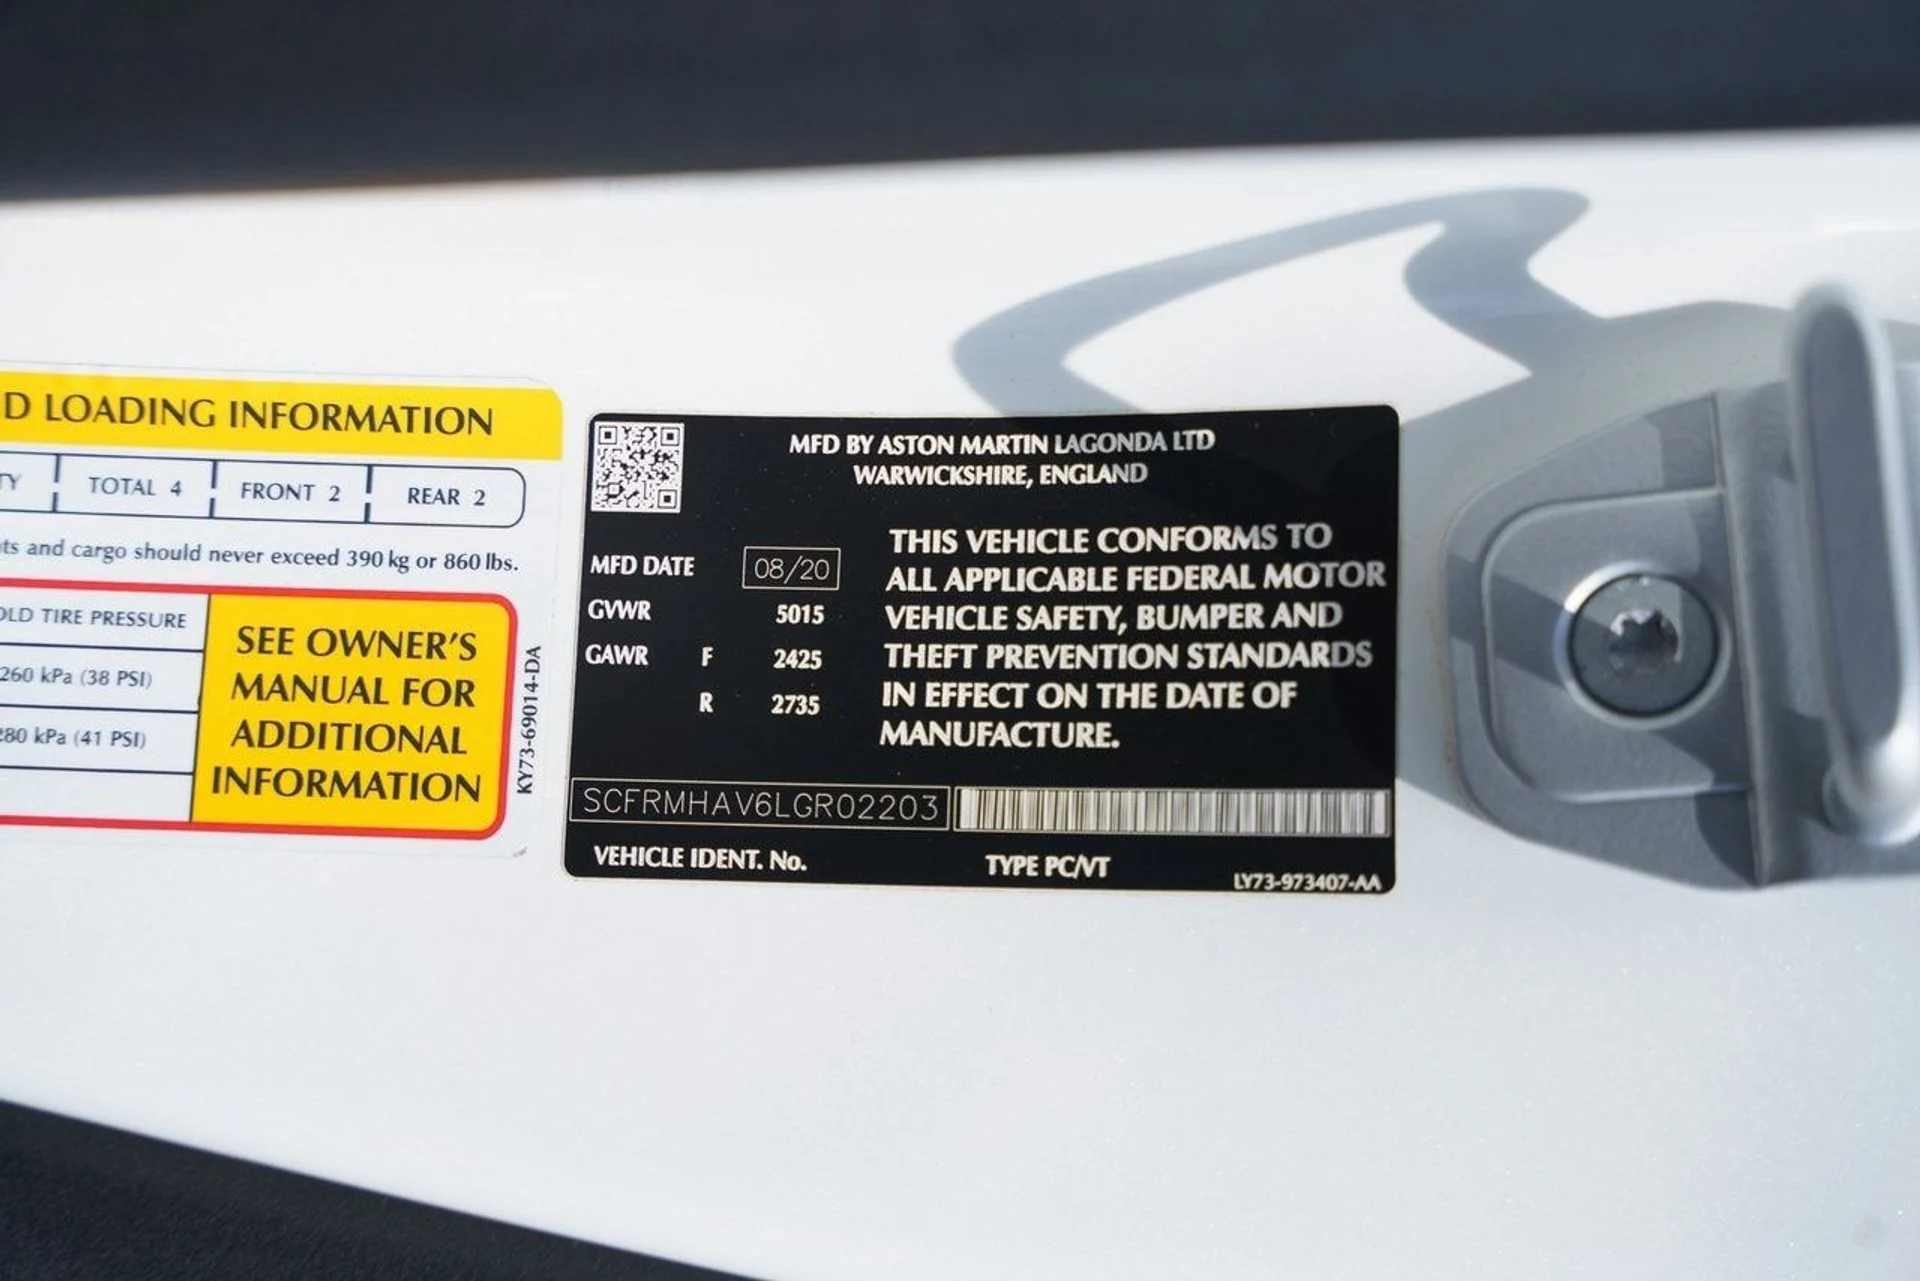 D LOADING INFORMATION
TY TOTAL 4 FRONT 2 REAR 2
ts and cargo should never exceed 390 kg or 860 lbs.
OLD TIRE PRESSURE
260 kPa (38 PSI)
280 kPa (41 PSI)
SEE OWNER'S
MANUAL FOR
ADDITIONAL
INFORMATION
KY73-69014-DA
MFD BY ASTON MARTIN LAGONDA LTD
WARWICKSHIRE, ENGLAND
MFD DATE 08/20
GVWR 5015
GAWR F 2425
R 2735
THIS VEHICLE CONFORMS TO
ALL APPLICABLE FEDERAL MOTOR
VEHICLE SAFETY, BUMPER AND
THEFT PREVENTION STANDARDS
IN EFFECT ON THE DATE OF
MANUFACTURE.
SCFRMHAV6LGR02203
VEHICLE IDENT. No.
TYPE PC/VT
LY73-973407-AA